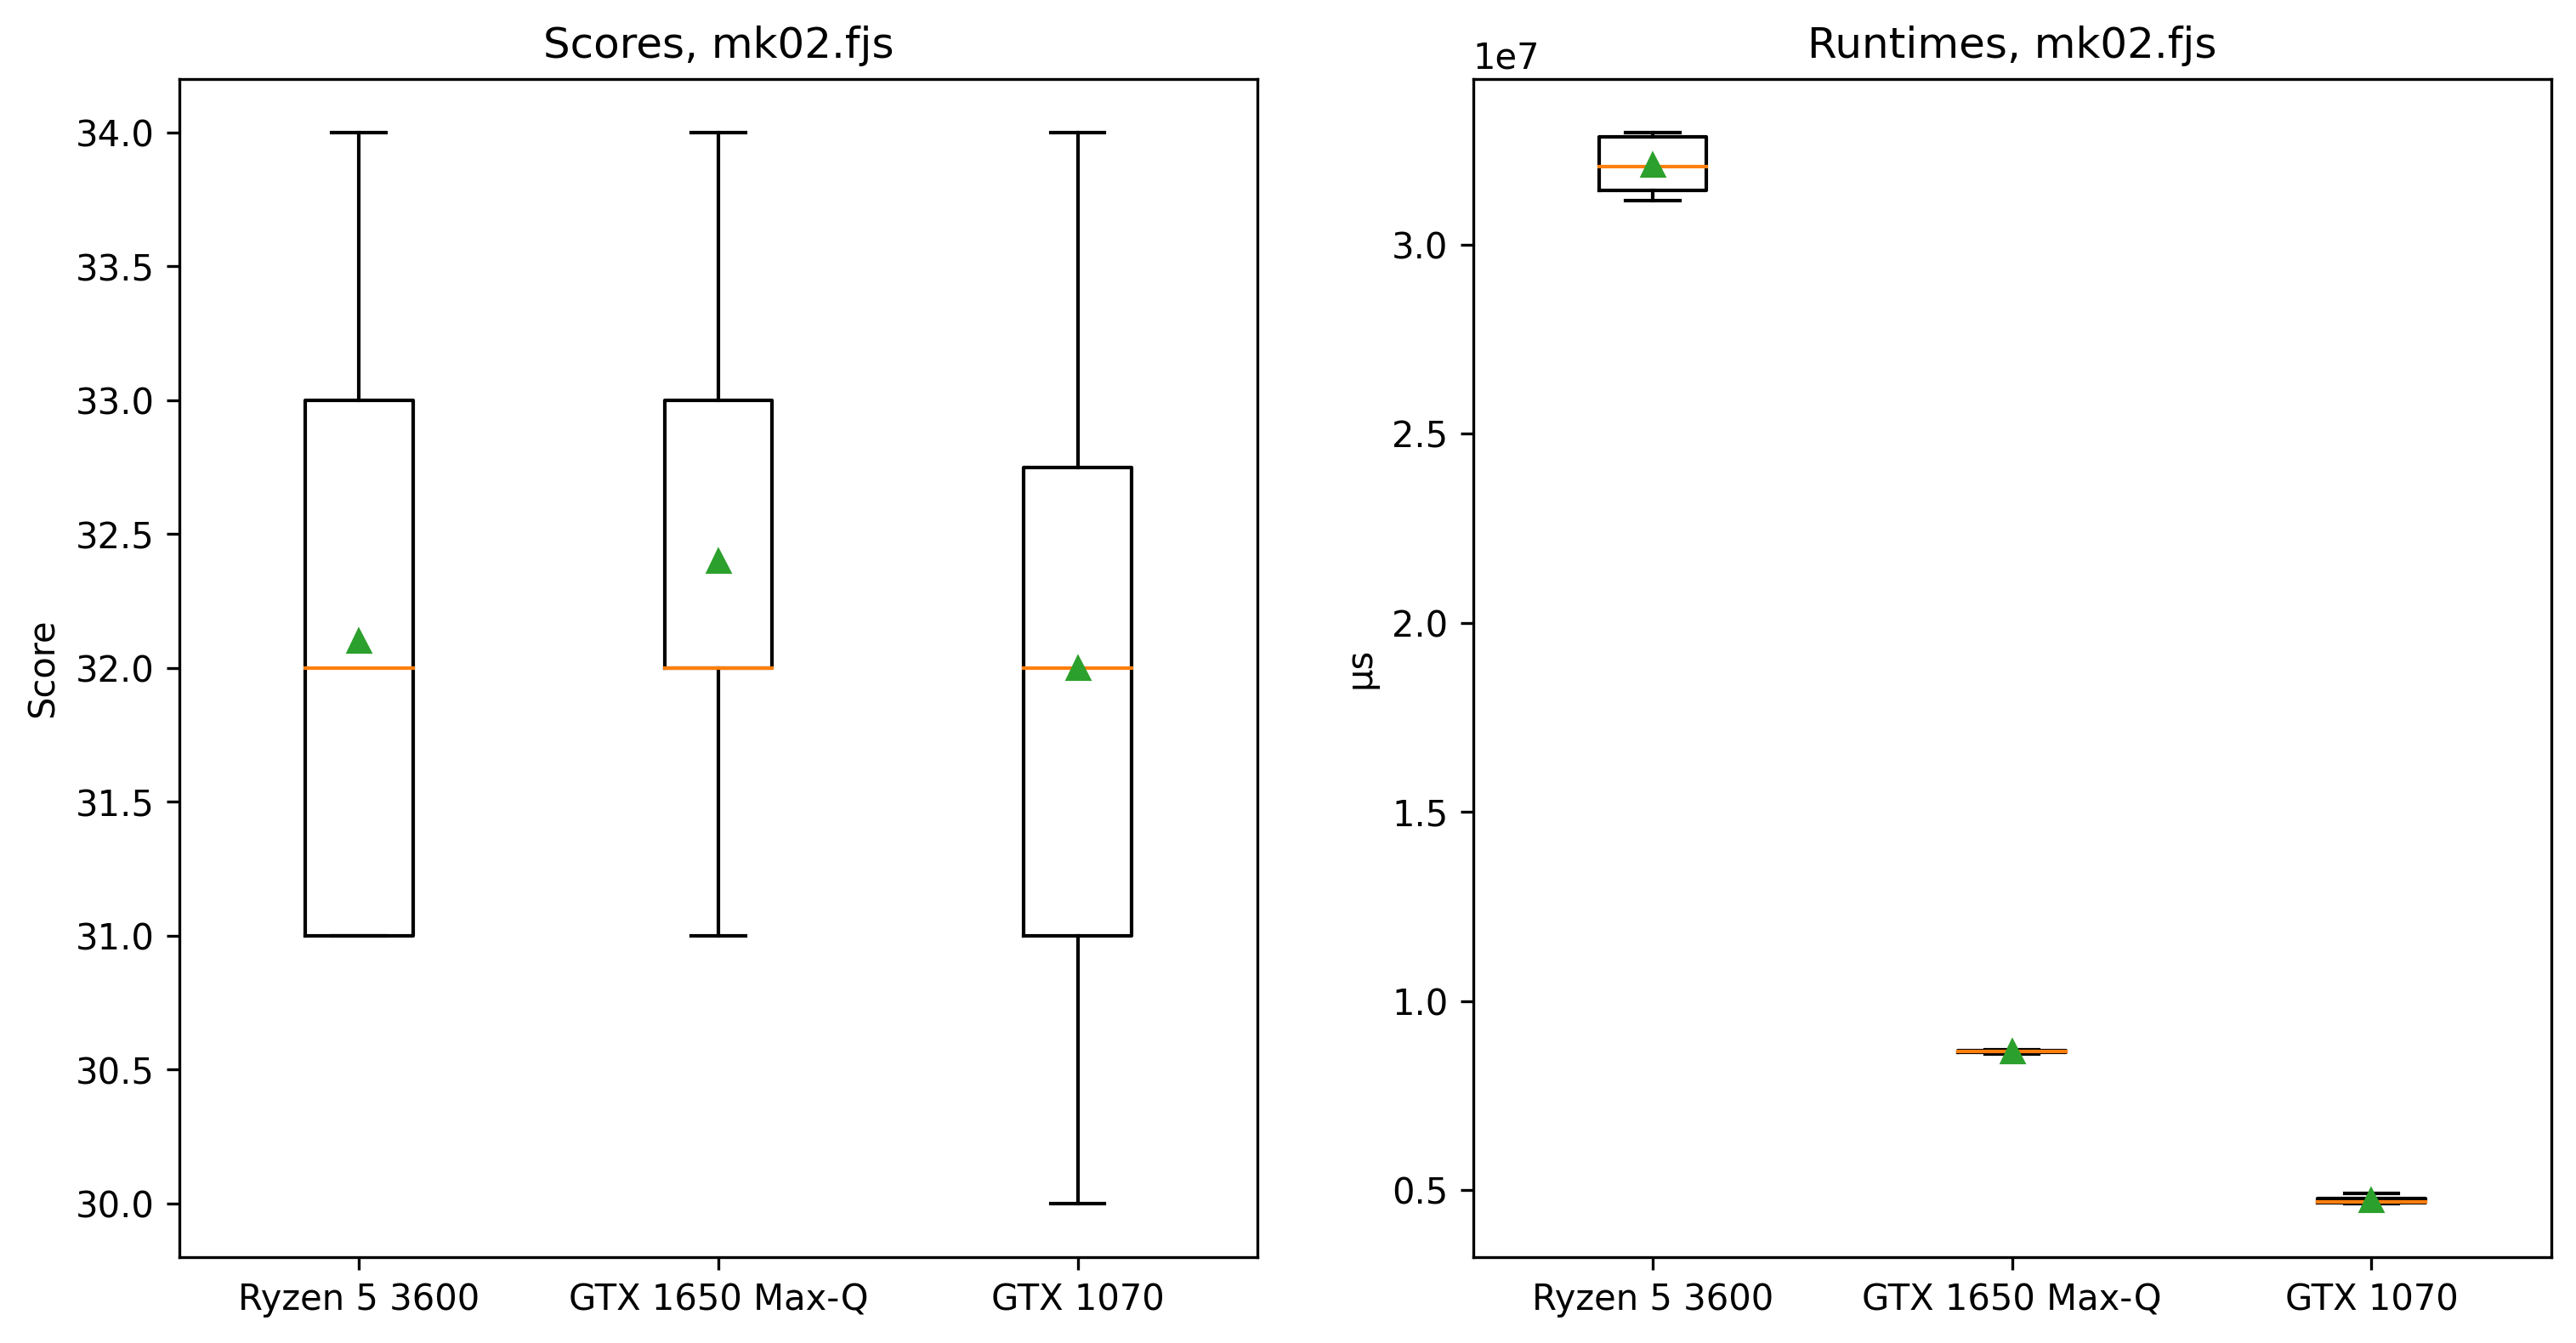 Scores, mk02.fjs
34.0
33.5
33.0
32.5
32.0
31.5
31.0
30.5
30.0
Score
Ryzen 5 3600
GTX 1650 Max-Q
GTX 1070
Runtimes, mk02.fjs
1e7
3.0
2.5
2.0
1.5
1.0
0.5
µs
Ryzen 5 3600
GTX 1650 Max-Q
GTX 1070